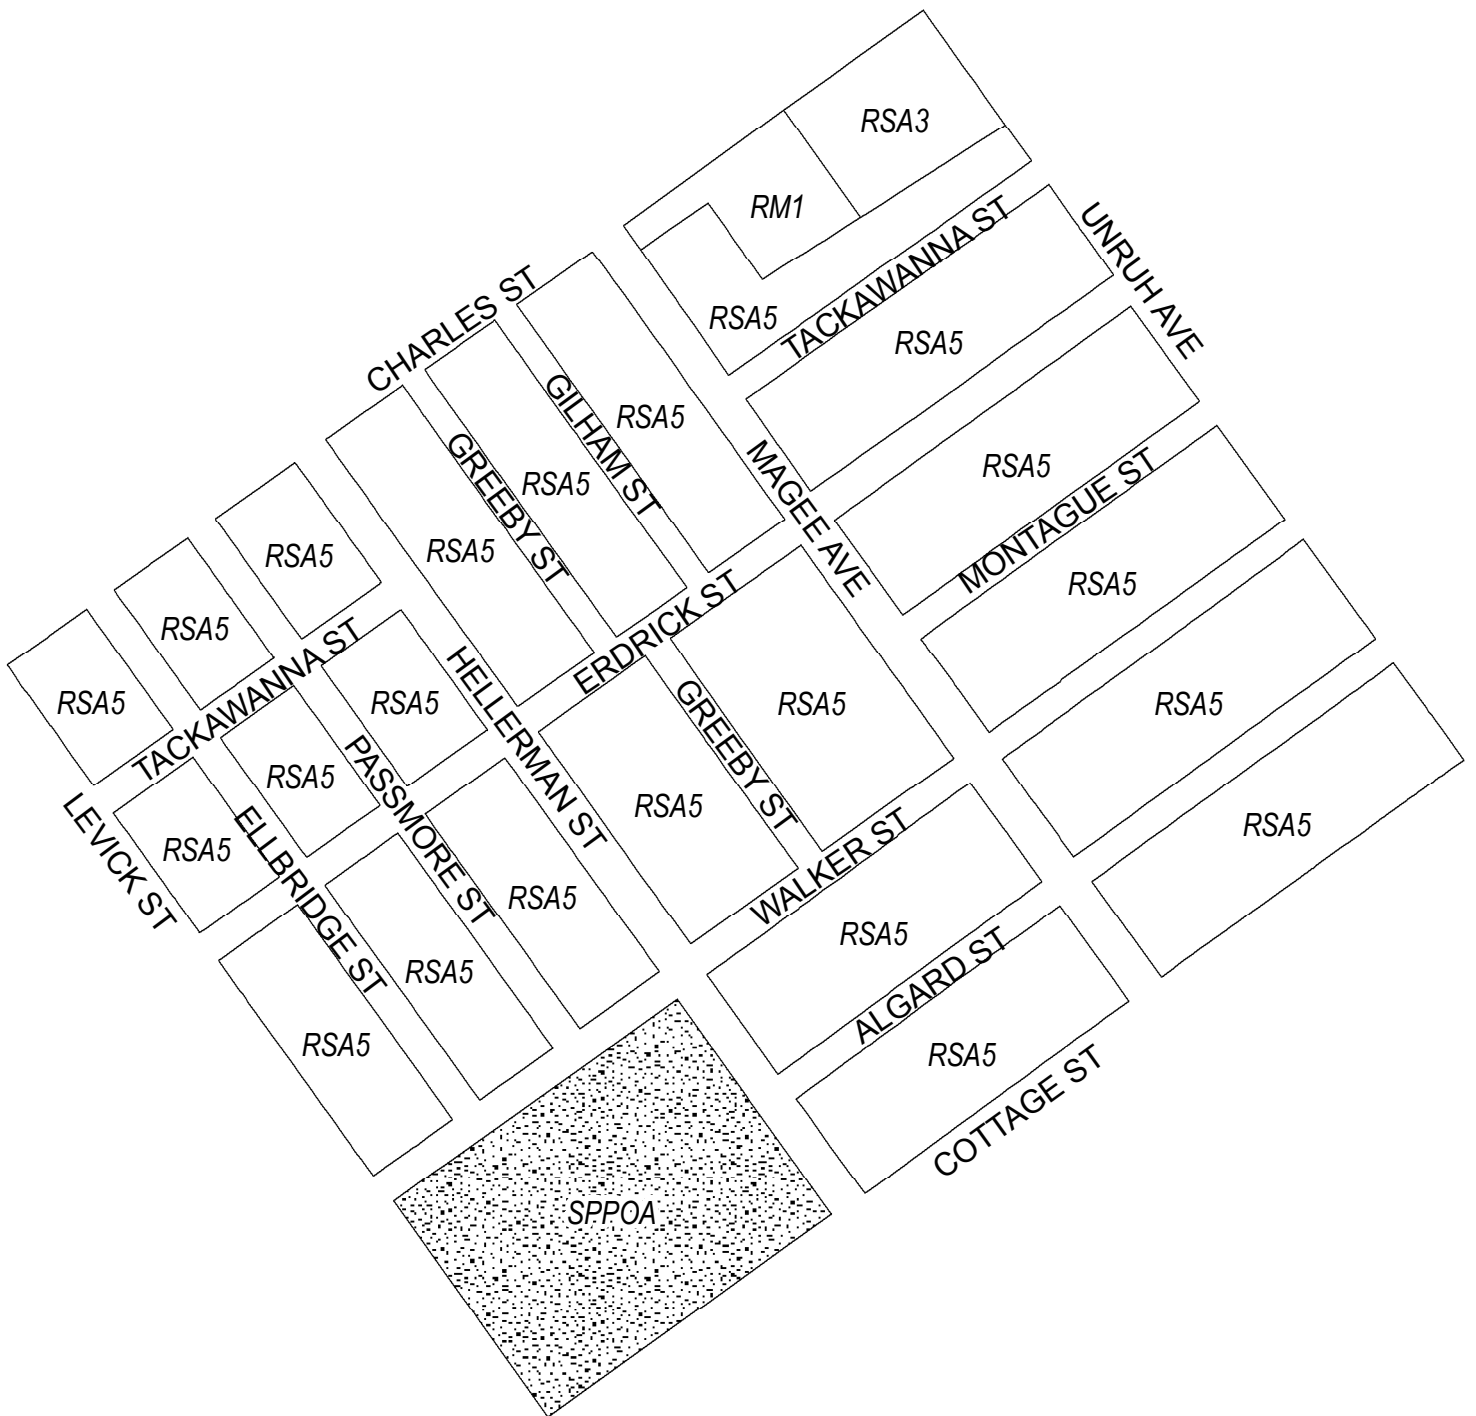 RSA3
RM1
TACKAWANNA ST
UNRUH AVE
CHARLES ST
RSA5
RSA5
GILHAM ST
RSA5
GREEBY ST
RSA5
MAGEE AVE
RSA5
MONTAGUE ST
RSA5
RSA5
RSA5
ERDRICK ST
RSA5
RSA5
TACKAWANNA ST
HELLERMAN ST
GREEBY ST
RSA5
RSA5
RSA5
RSA5
PASSMORE ST
RSA5
RSA5
LEVICK ST
RSA5
ELLBRIDGE ST
WALKER ST
RSA5
RSA5
RSA5
RSA5
ALGARD ST
RSA5
RSA5
COTTAGE ST
SPPOA